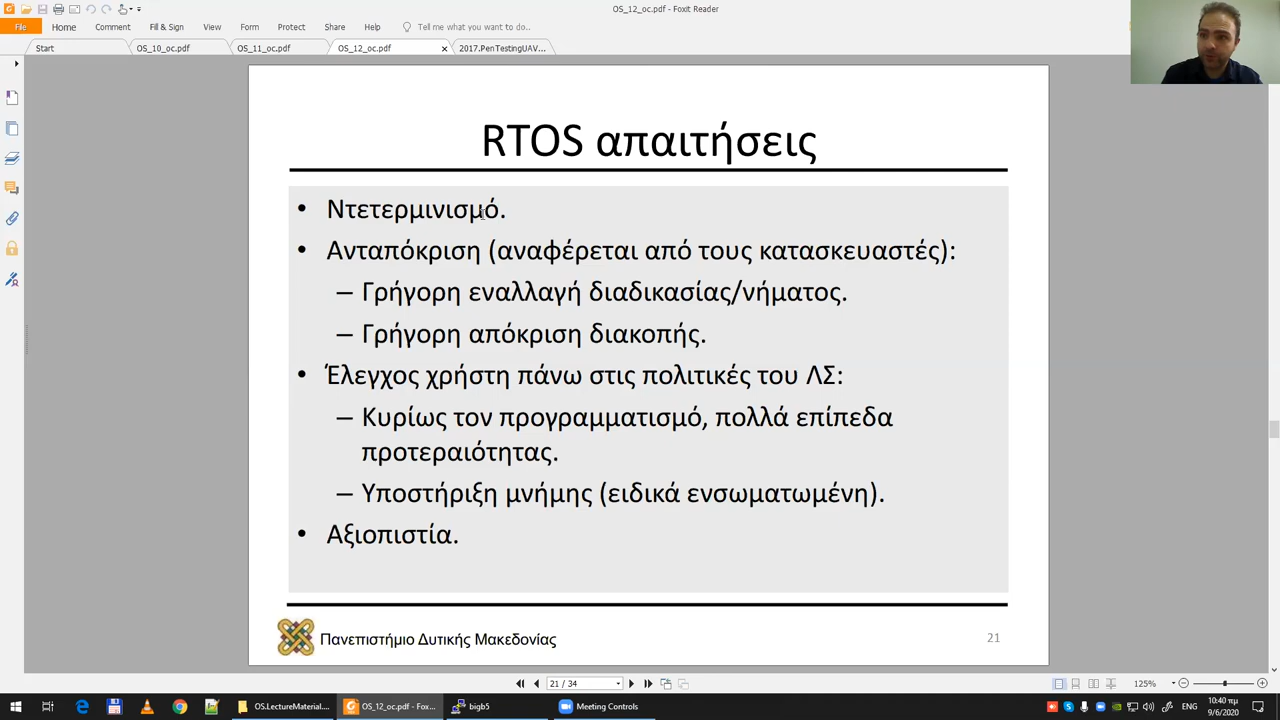 OS_12_oc.pdf - Foxit Reader
File Home Comment Fill & Sign View Form Protect Share Help Tell me what you want to do..
Start OS_10_oc.pdf OS_11_oc.pdf OS_12_oc.pdf × 2017.PenTestingUAV...
RTOS απαιτήσεις
• Ντετερμινισμό.
• Ανταπόκριση (αναφέρεται από τους κατασκευαστές):
– Γρήγορη εναλλαγή διαδικασίας/νήματος.
– Γρήγορη απόκριση διακοπής.
• Έλεγχος χρήστη πάνω στις πολιτικές του ΛΣ:
– Κυρίως τον προγραμματισμό, πολλά επίπεδα
προτεραιότητας.
– Υποστήριξη μνήμης (ειδικά ενσωματωμένη).
• Αξιοπιστία.
Πανεπιστήμιο Δυτικής Μακεδονίας
21
21 / 34
125%
OS.LectureMaterial.... OS_12_oc.pdf - Fox... bigb5 Meeting Controls
10:40 πμ
9/6/2020